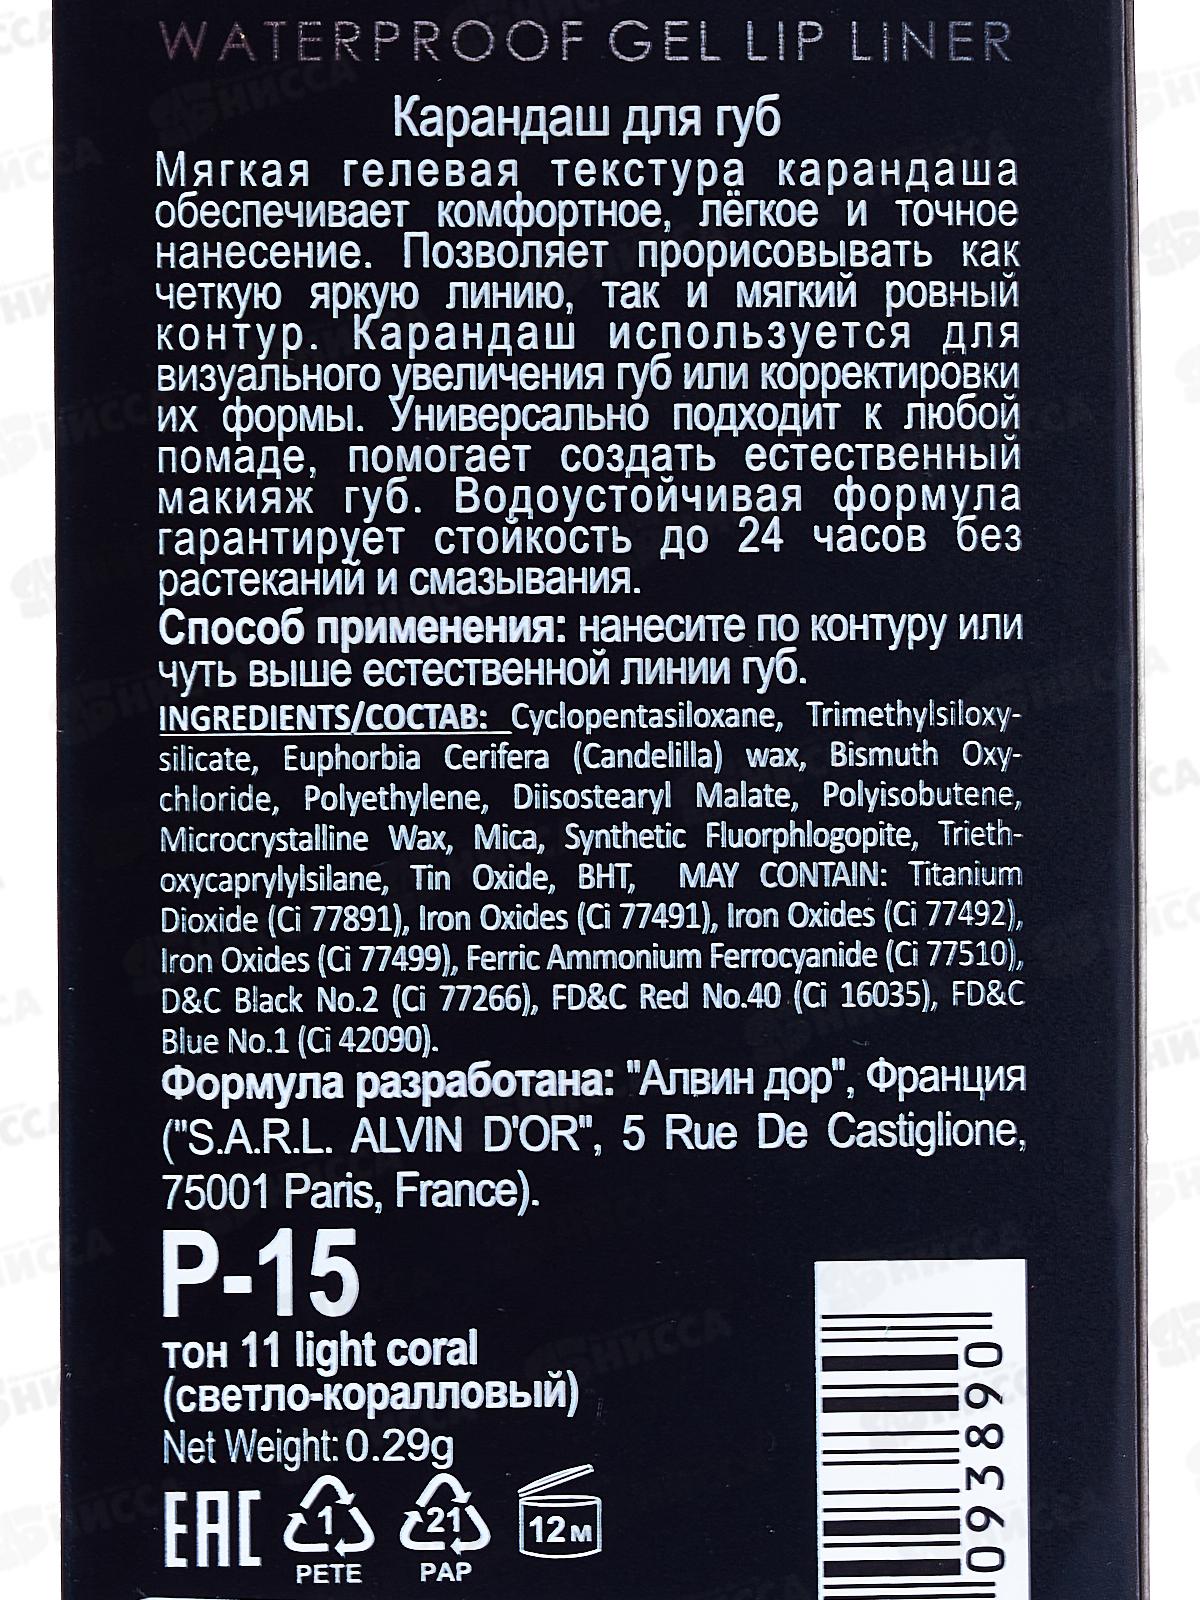 WATERPROOF GEL LIP LINER
Карандаш для губ
Мягкая гелевая текстура карандаша
обеспечивает комфортное, лёгкое и точное
нанесение. Позволяет прорисовывать как
четкую яркую линию, так и мягкий ровный
контур. Карандаш используется для
визуального увеличения губ или корректировки
их формы. Универсально подходит к любой
помаде, помогает создать естественный
макияж губ. Водоустойчивая формула
гарантирует стойкость до 24 часов без
растеканий и смазывания.
Способ применения: нанесите по контуру или
чуть выше естественной линии губ.
INGREDIENTS/СОСТАВ: Cyclopentasiloxane, Trimethylsiloxy-
silicate, Euphorbia Cerifera (Candelilla) wax, Bismuth Oxy-
chloride, Polyethylene, Diisostearyl Malate, Polyisobutene,
Microcrystalline Wax, Mica, Synthetic Fluorphlogopite, Trieth-
oxycaprylylsilane, Tin Oxide, BHT, MAY CONTAIN: Titanium
Dioxide (Ci 77891), Iron Oxides (Ci 77491), Iron Oxides (Ci 77492),
Iron Oxides (Ci 77499), Ferric Ammonium Ferrocyanide (Ci 77510),
D&C Black No.2 (Ci 77266), FD&C Red No.40 (Ci 16035), FD&C
Blue No.1 (Ci 42090).
Формула разработана: "Алвин дор", Франция
("S.A.R.L. ALVIN D'OR", 5 Rue De Castiglione,
75001 Paris, France).
P-15
тон 11 light coral
(светло-коралловый)
Net Weight: 0.29g
EAC
1
PETE
21
PAP
12м
093890